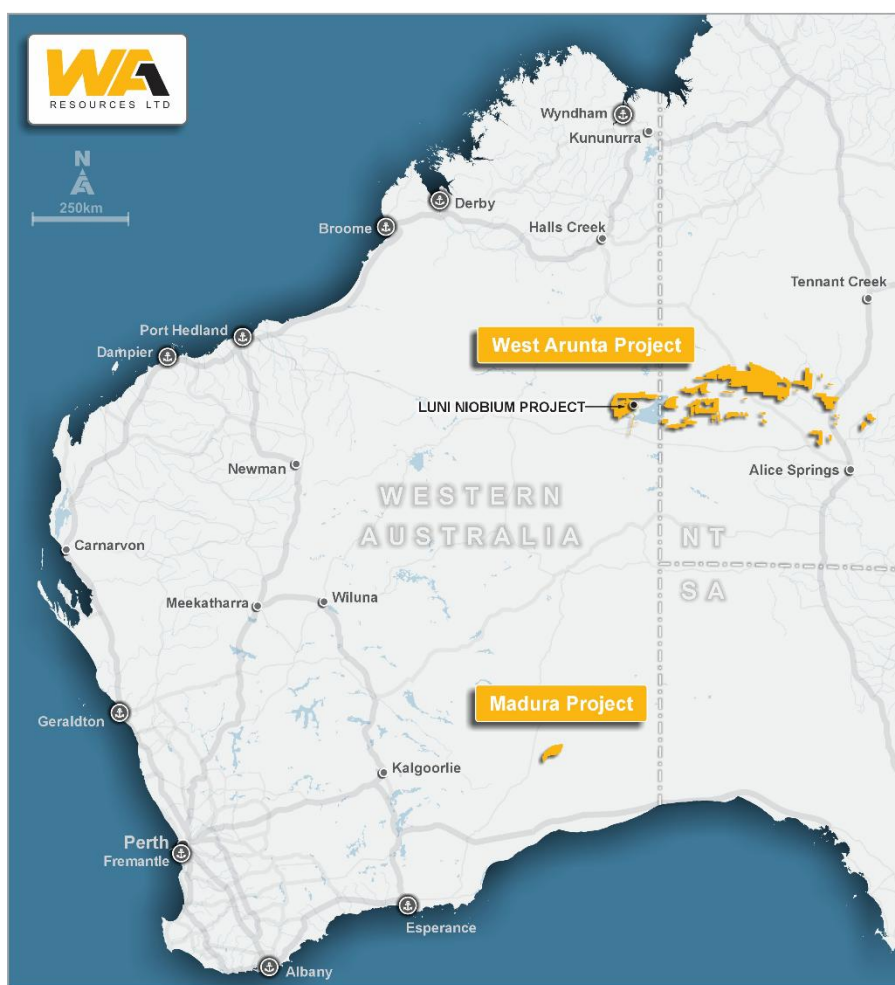 WA1
RESOURCES LTD
N
250km
Wyndham
Kununurra
Derby
Broome
Halls Creek
Tennant Creek
Port Hedland
Dampier
West Arunta Project
LUNI NIOBIUM PROJECT
Newman
Alice Springs
WESTERN
AUSTRALIA
NT
SA
Carnarvon
Meekatharra
Wiluna
Madura Project
Geraldton
Kalgoorlie
Perth
Fremantle
Esperance
Albany